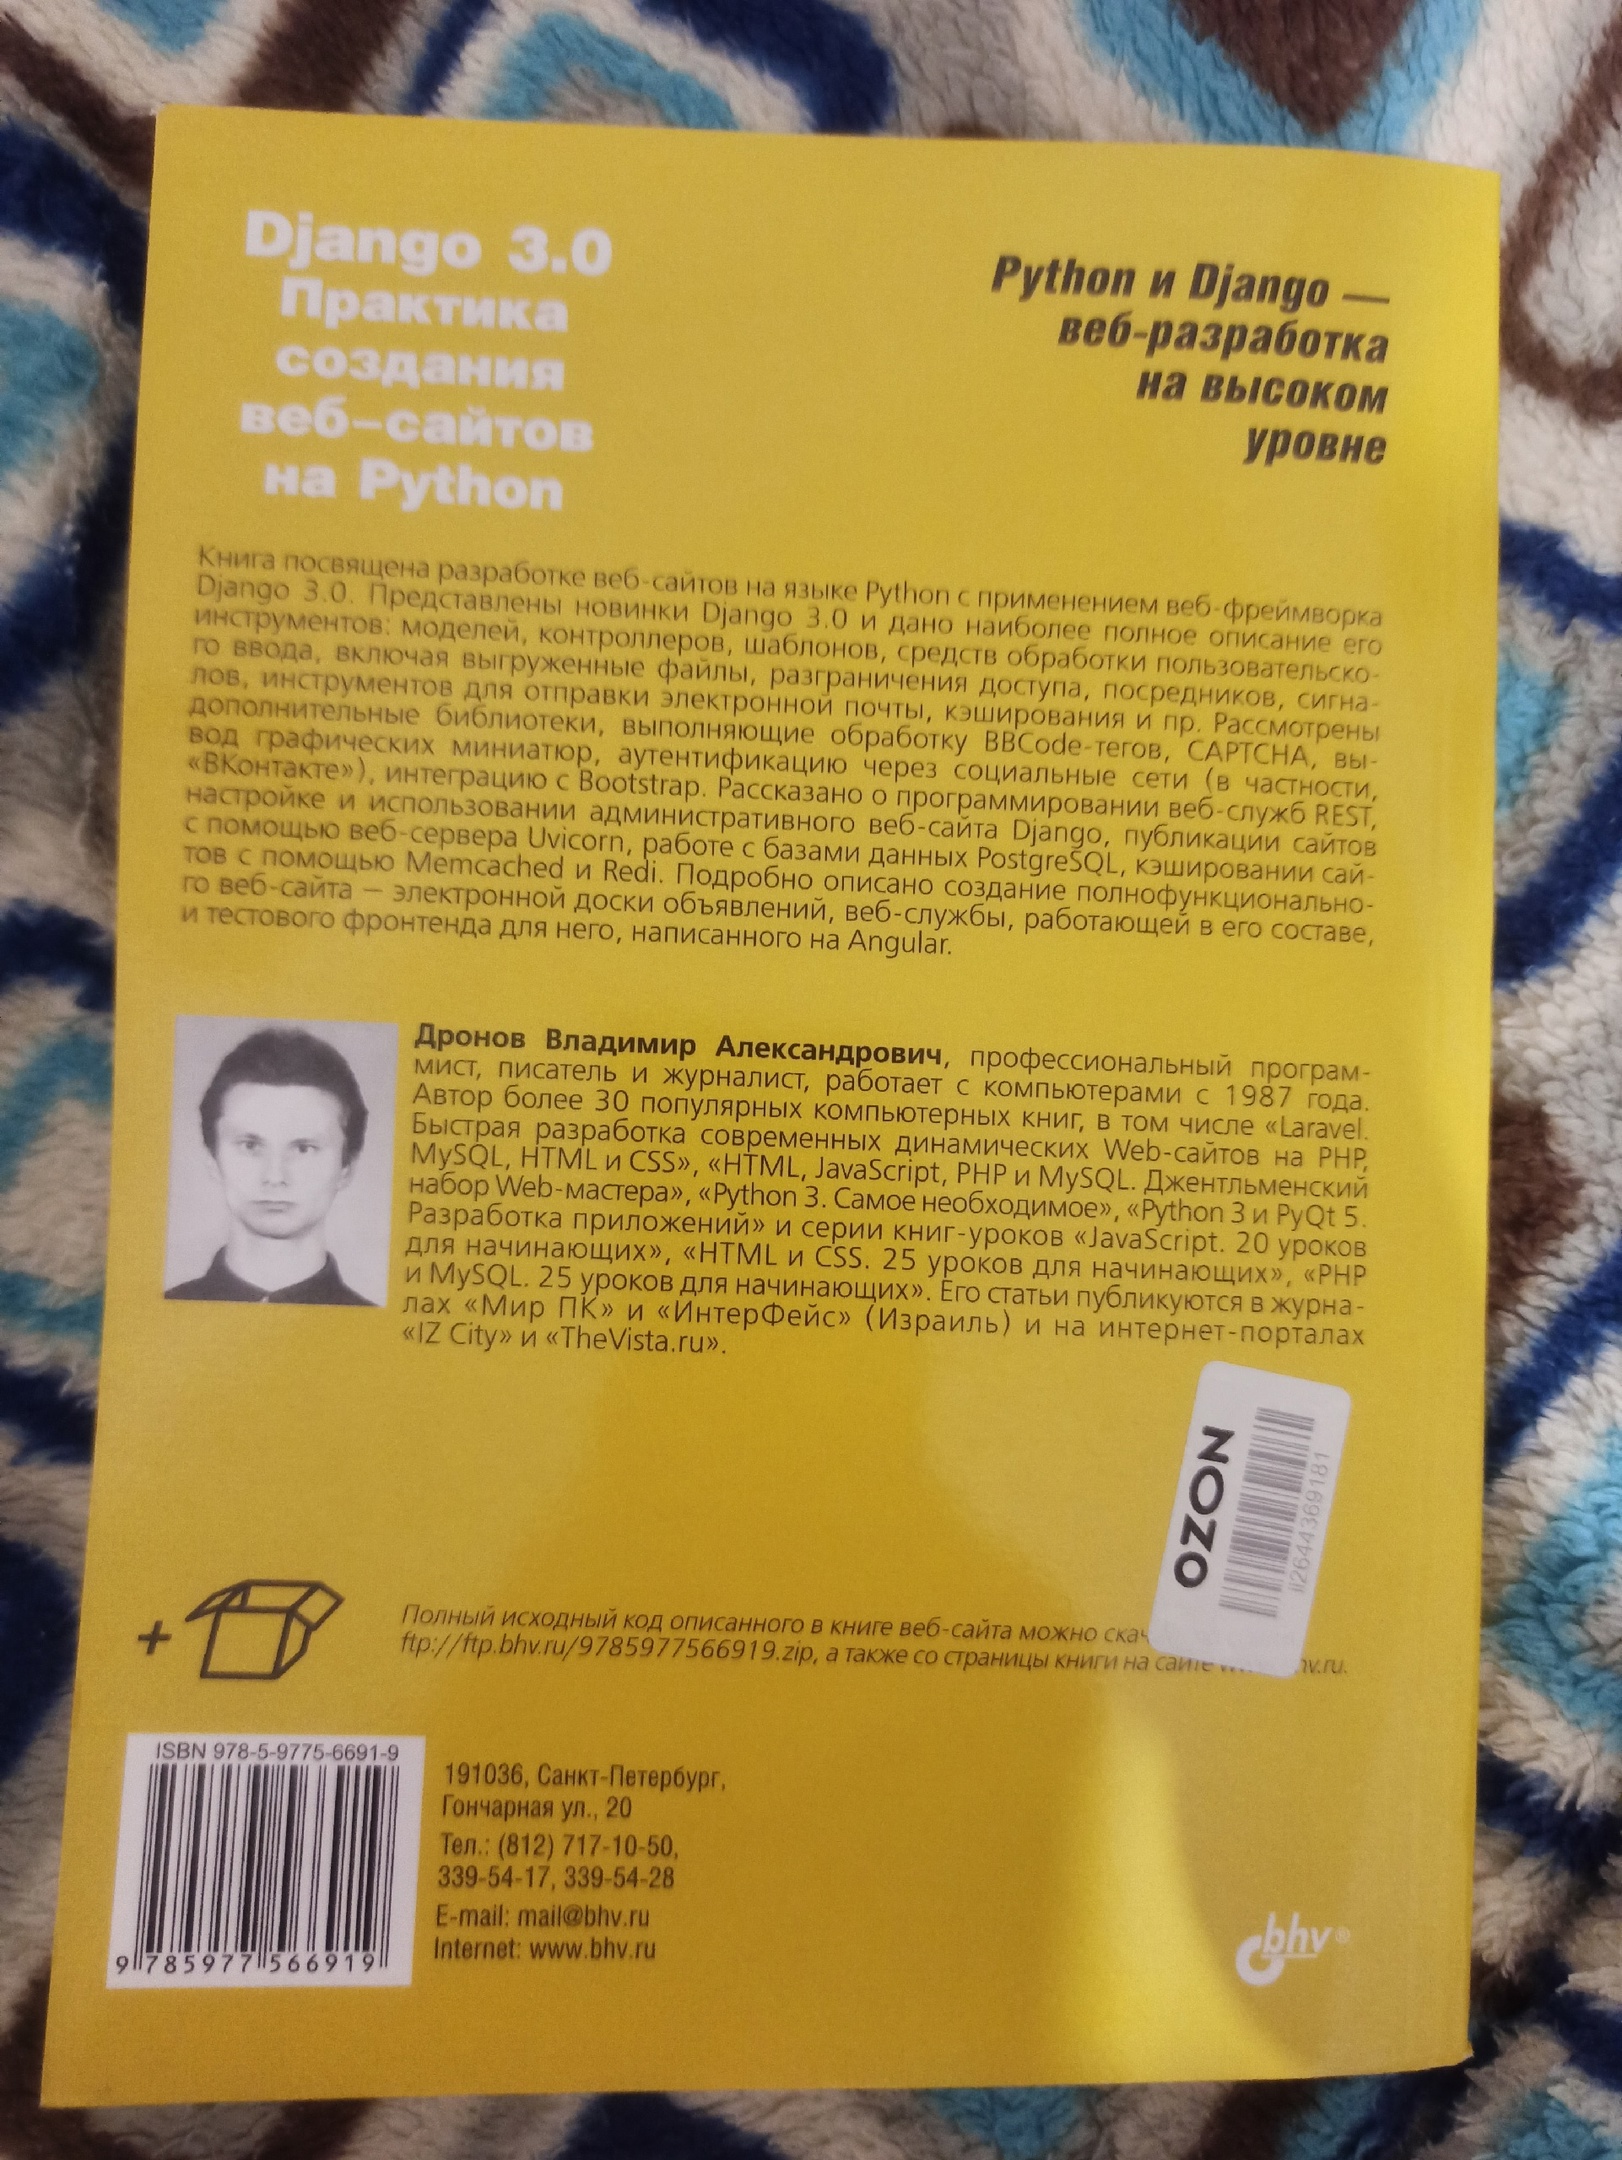 Django 3.0
Практика
создания
веб-сайтов
на Python
Python и Django —
веб-разработка
на высоком
уровне
Книга посвящена разработке веб-сайтов на языке Python с применением веб-фреймворка
Django 3.0. Представлены новинки Django 3.0 и дано наиболее полное описание его
инструментов: моделей, контроллеров, шаблонов, средств обработки пользовательско-
го ввода, включая выгруженные файлы, разграничения доступа, посредников, сигна-
лов, инструментов для отправки электронной почты, кэширования и пр. Рассмотрены
дополнительные библиотеки, выполняющие обработку BBCode-тегов, CAPTCHA, вы-
вод графических миниатюр, аутентификацию через социальные сети (в частности,
«ВКонтакте»), интеграцию с Bootstrap. Рассказано о программировании веб-служб REST,
настройке и использовании административного веб-сайта Django, публикации сайтов
с помощью веб-сервера Uvicorn, работе с базами данных PostgreSQL, кэшировании сай-
тов с помощью Memcached и Redi. Подробно описано создание полнофункционально-
го веб-сайта — электронной доски объявлений, веб-службы, работающей в его составе,
и тестового фронтенда для него, написанного на Angular.
Дронов Владимир Александрович, профессиональный програм-
мист, писатель и журналист, работает с компьютерами с 1987 года.
Автор более 30 популярных компьютерных книг, в том числе «Laravel.
Быстрая разработка современных динамических Web-сайтов на PHP,
MySQL, HTML и CSS», «HTML, JavaScript, PHP и MySQL. Джентльменский
набор Web-мастера», «Python 3. Самое необходимое», «Python 3 и PyQt 5.
Разработка приложений» и серии книг-уроков «JavaScript. 20 уроков
для начинающих», «HTML и CSS. 25 уроков для начинающих», «PHP
и MySQL. 25 уроков для начинающих». Его статьи публикуются в журна-
лах «Мир ПК» и «ИнтерФейс» (Израиль) и на интернет-порталах
«IZ City» и «TheVista.ru».
OZON
ii2644369181
+
Полный исходный код описанного в книге веб-сайта можно
ftp://ftp.bhv.ru/9785977566919.zip, а также со страницы книги на сайте
ISBN 978-5-9775-6691-9
9 785977 566919
191036, Санкт-Петербург,
Гончарная ул., 20
Тел.: (812) 717-10-50,
339-54-17, 339-54-28
E-mail: mail@bhv.ru
Internet: www.bhv.ru
bhv®